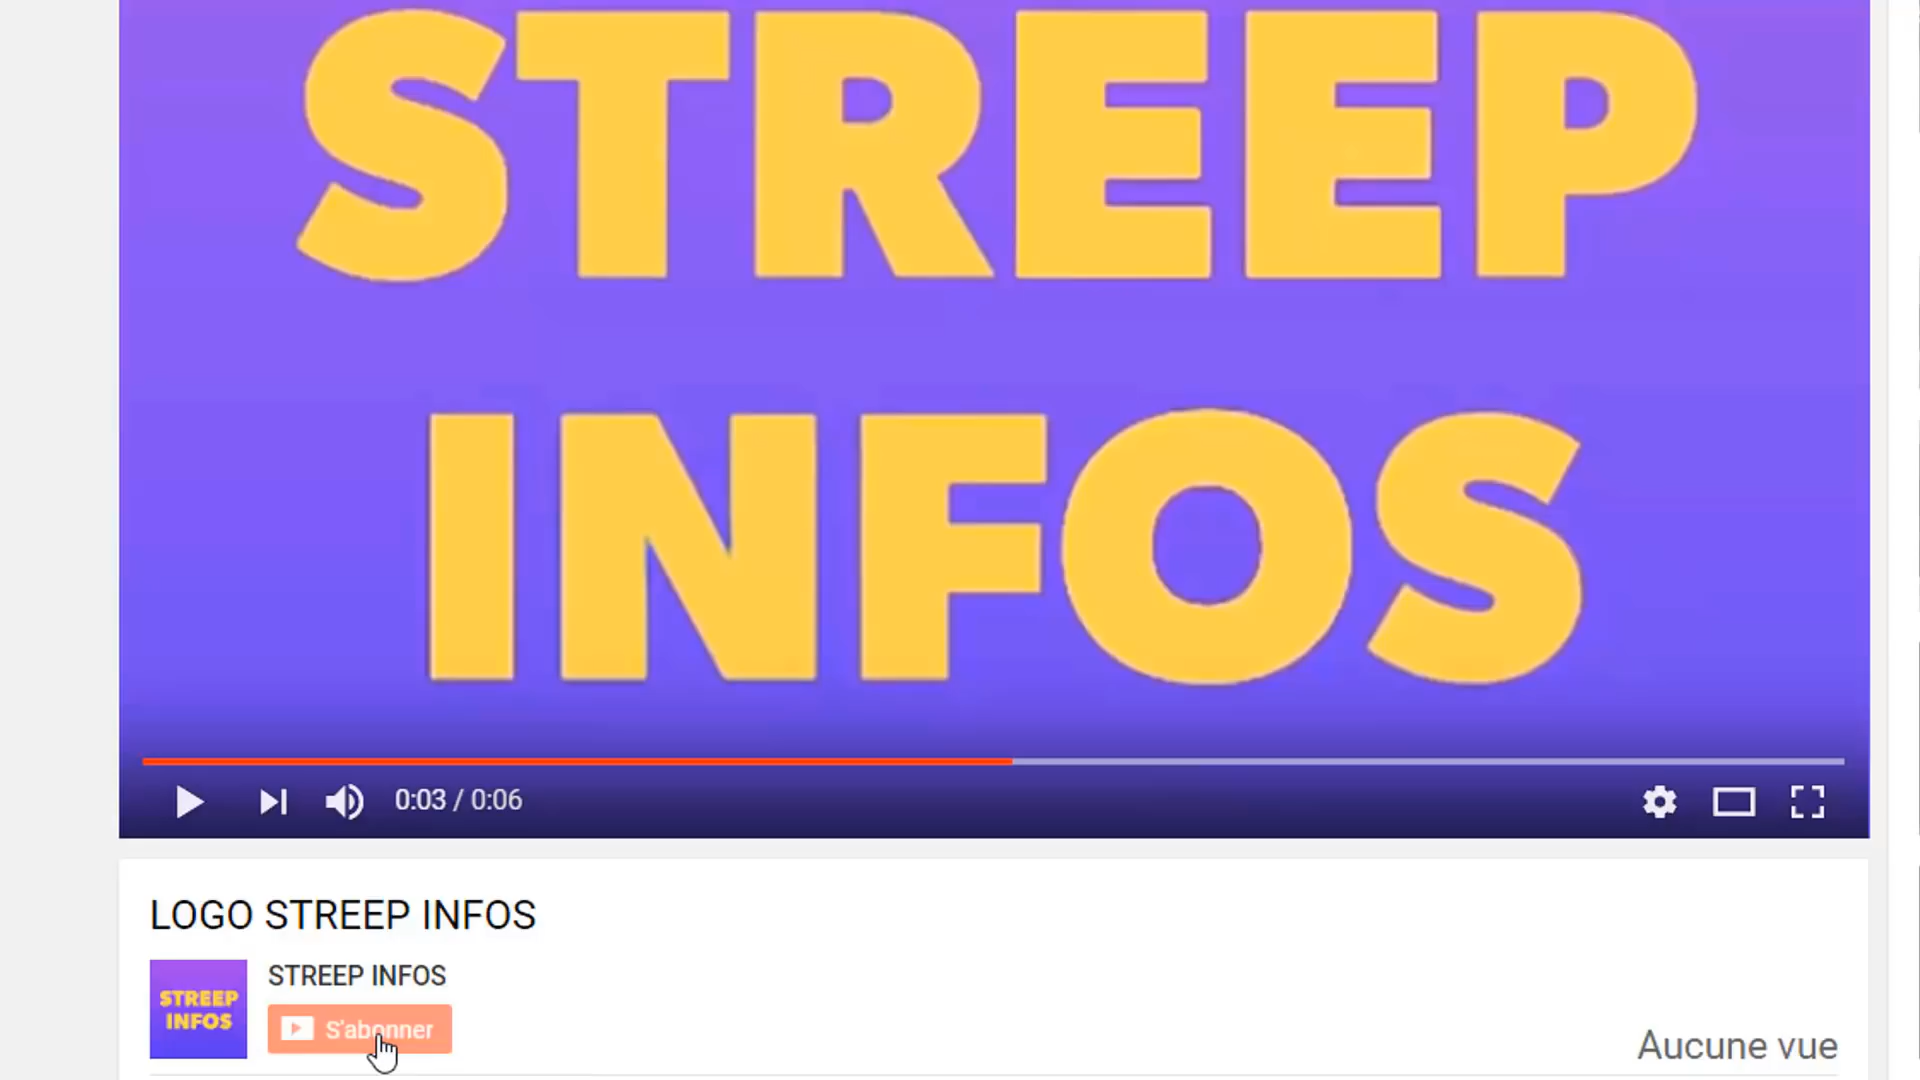 STREEP
INFOS
0:03 / 0:06
LOGO STREEP INFOS
STREEP INFOS
STREEP
INFOS
S'abonner
Aucune vue